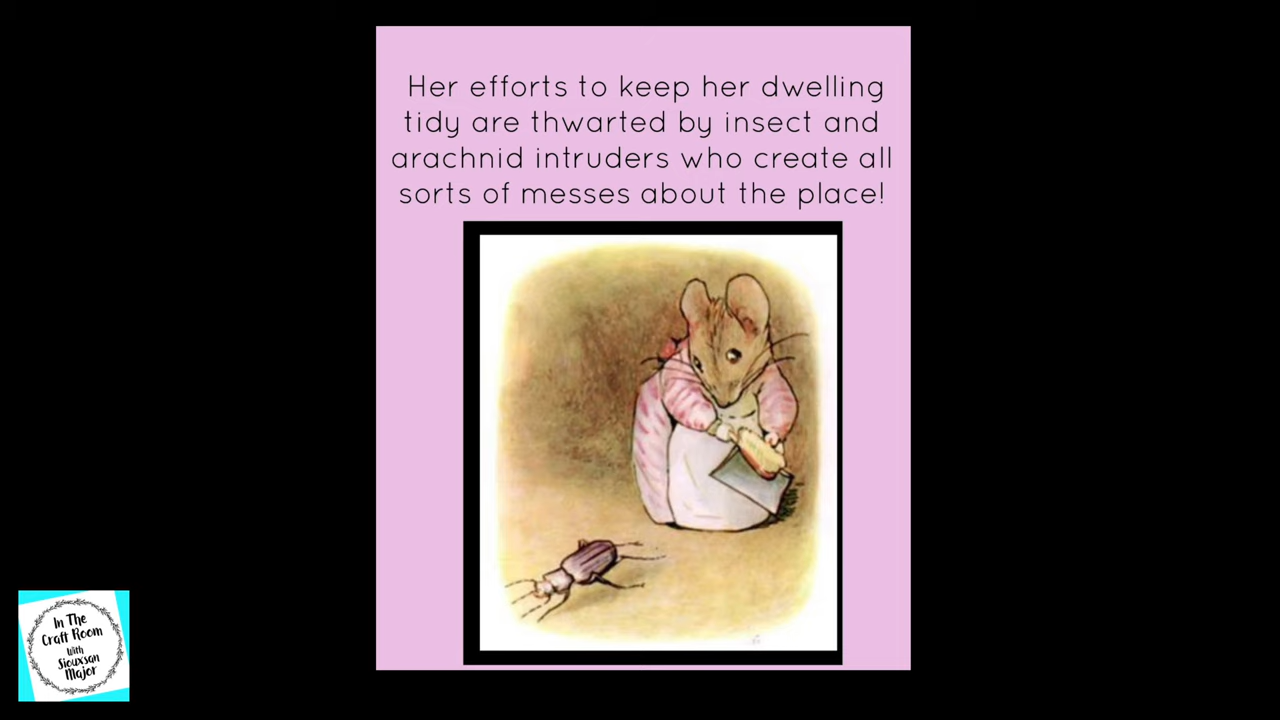 Her efforts to keep her dwelling
tidy are thwarted by insect and
arachnid intruders who create all
sorts of messes about the place!
In The
Craft Room
With
Siouxsan
Major